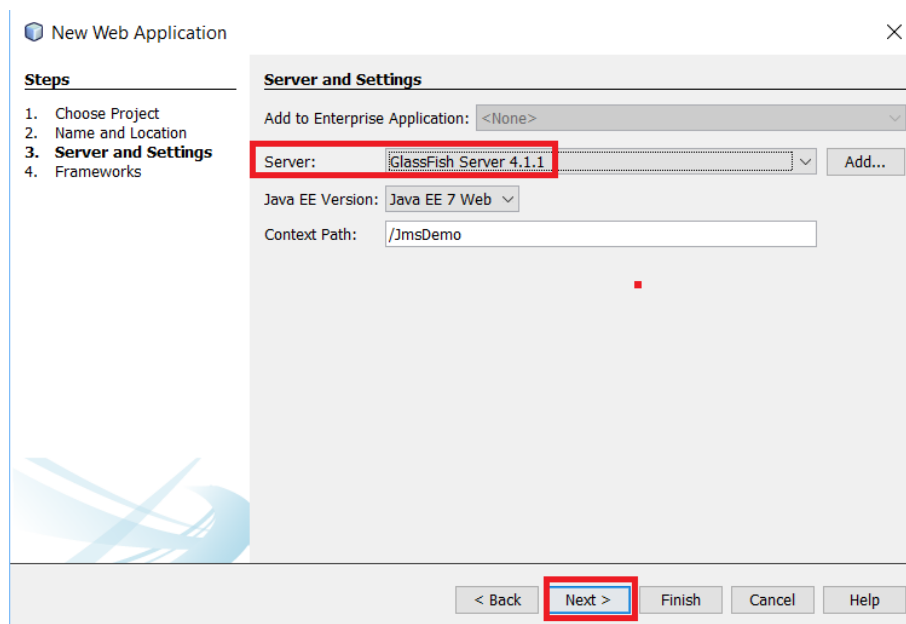 New Web Application
Steps
1. Choose Project
2. Name and Location
3. Server and Settings
4. Frameworks
Server and Settings
Add to Enterprise Application: <None>
Server: GlassFish Server 4.1.1 Add...
Java EE Version: Java EE 7 Web
Context Path: /JmsDemo
< Back Next > Finish Cancel Help